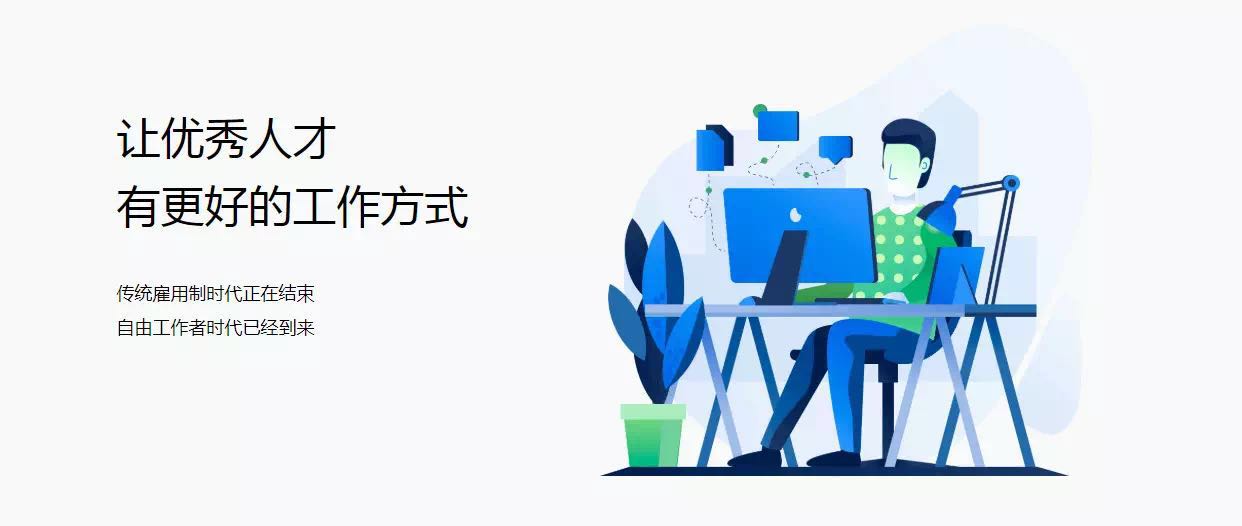 让优秀人才
有更好的工作方式
传统雇用制时代正在结束
自由工作者时代已经到来